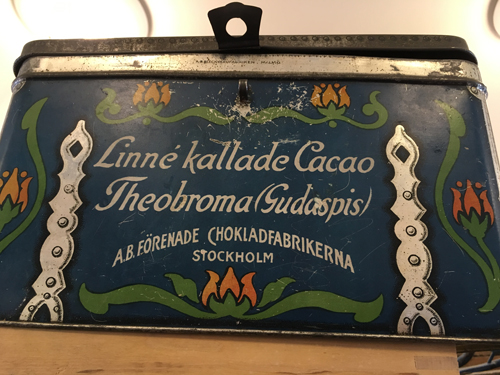 Linné kallade Cacao
Theobroma (Gudaspis)
A.B. FÖRENADE CHOKLADFABRIKERNA
STOCKHOLM